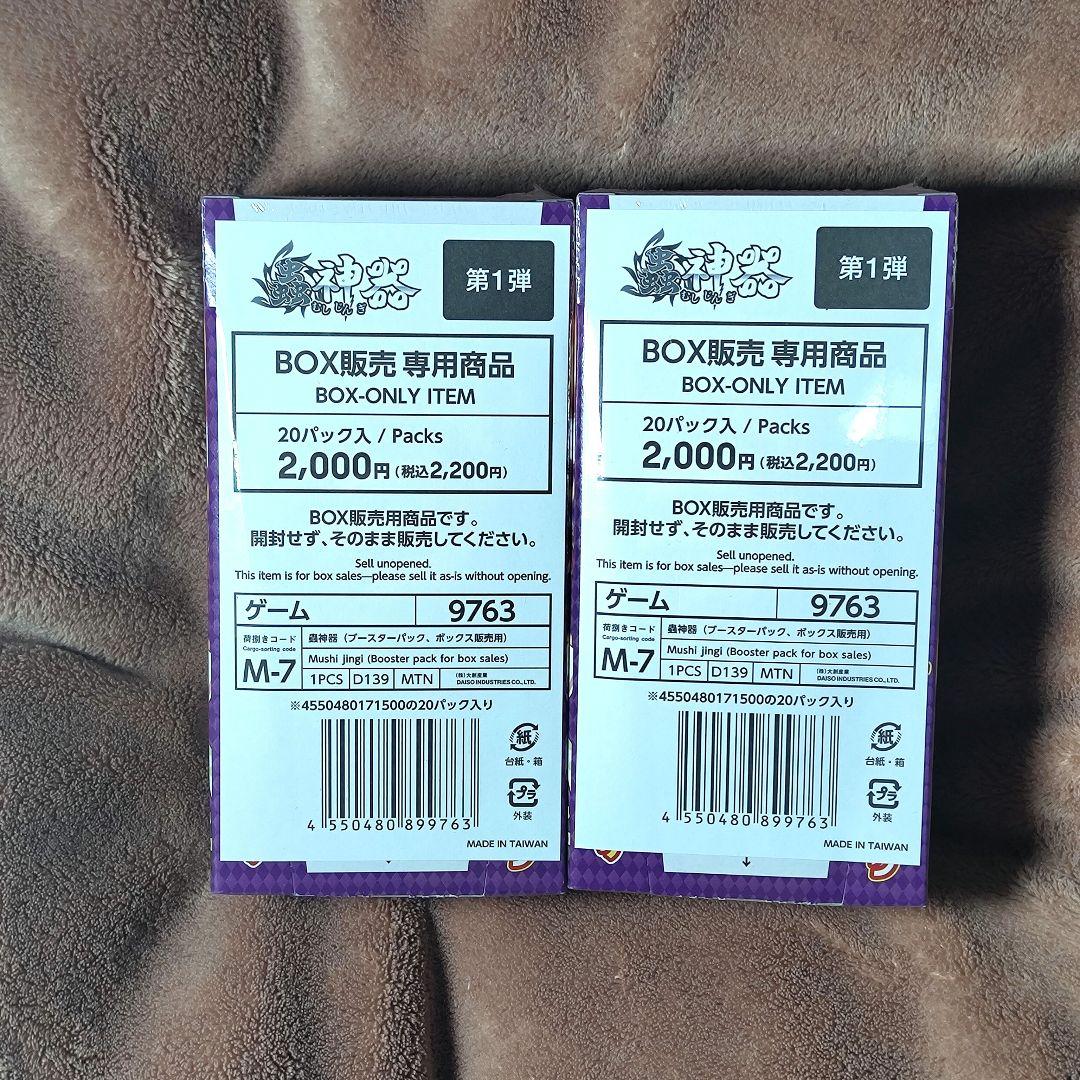 蟲神器
むしじんぎ
第1弾
BOX販売 専用商品
BOX-ONLY ITEM
20パック入 / Packs
2,000円(税込2,200円)
BOX販売用商品です。
開封せず、そのまま販売してください。
Sell unopened.
This item is for box sales—please sell it as-is without opening.
ゲーム 9763
荷捌きコード
Cargo-sorting code
M-7
蟲神器(ブースターパック、ボックス販売用)
Mushi jingi (Booster pack for box sales)
1PCS D139 MTN
(株)大創産業
DAISO INDUSTRIES CO., LTD.
※4550480171500の20パック入り
紙
台紙・箱
プラ
外装
4 550480 899763
MADE IN TAIWAN
蟲神器
むしじんぎ
第1弾
BOX販売 専用商品
BOX-ONLY ITEM
20パック入 / Packs
2,000円(税込2,200円)
BOX販売用商品です。
開封せず、そのまま販売してください。
Sell unopened.
This item is for box sales—please sell it as-is without opening.
ゲーム 9763
荷捌きコード
Cargo-sorting code
M-7
蟲神器(ブースターパック、ボックス販売用)
Mushi jingi (Booster pack for box sales)
1PCS D139 MTN
(株)大創産業
DAISO INDUSTRIES CO., LTD.
※4550480171500の20パック入り
紙
台紙・箱
プラ
外装
4 550480 899763
MADE IN TAIWAN